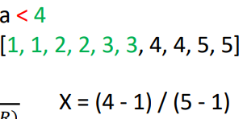 a < 4
[1, 1, 2, 2, 3, 3, 4, 4, 5, 5]
X = (4 - 1) / (5 - 1)